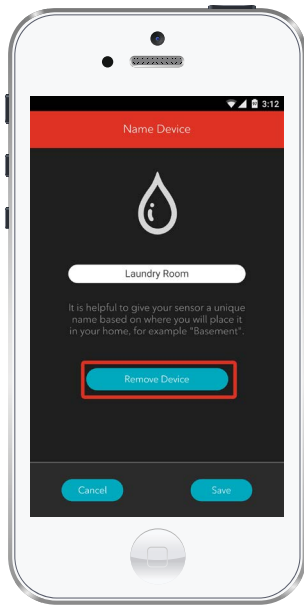 3:12
Name Device
Laundry Room
It is helpful to give your sensor a unique
name based on where you will place it
in your home, for example "Basement".
Remove Device
Cancel
Save